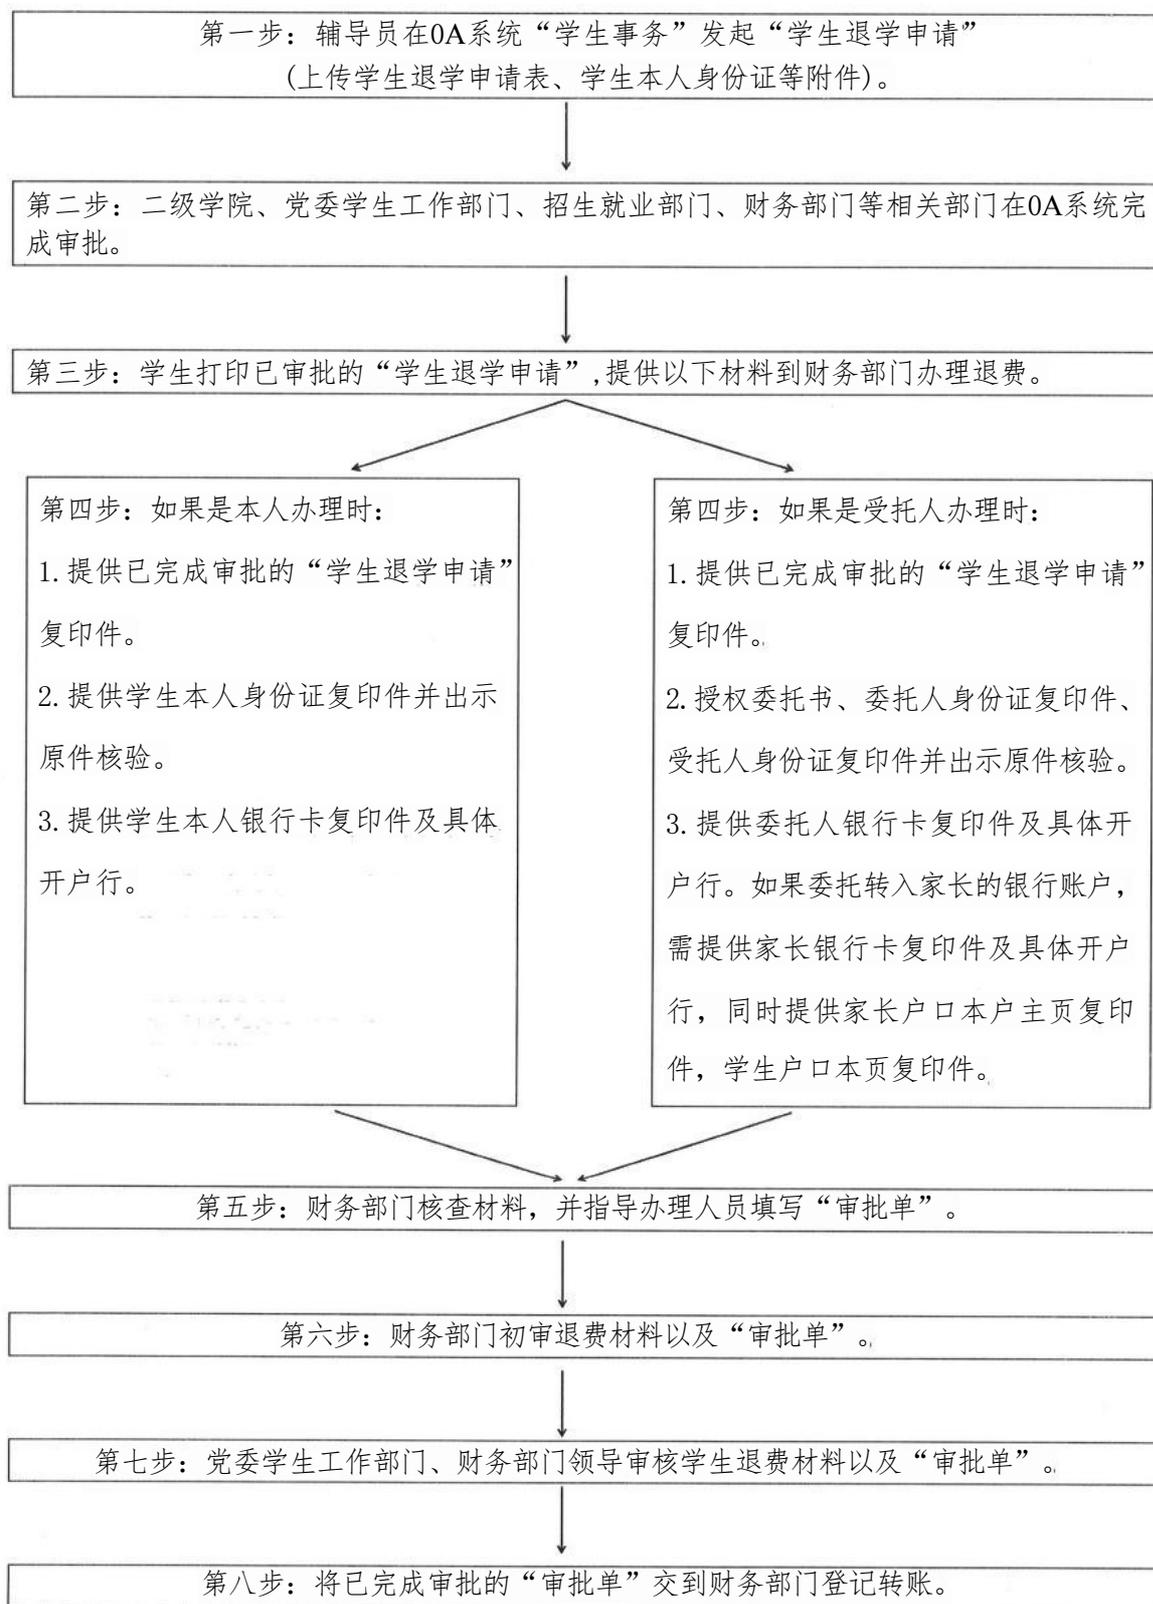 第一步：辅导员在0A系统“学生事务”发起“学生退学申请”
(上传学生退学申请表、学生本人身份证等附件)。
第二步：二级学院、党委学生工作部门、招生就业部门、财务部门等相关部门在0A系统完
成审批。
第三步：学生打印已审批的“学生退学申请”,提供以下材料到财务部门办理退费。
第四步：如果是本人办理时：
1.提供已完成审批的“学生退学申请”
复印件。
2.提供学生本人身份证复印件并出示
原件核验。
3.提供学生本人银行卡复印件及具体
开户行。
第四步：如果是受托人办理时：
1.提供已完成审批的“学生退学申请”
复印件。
2.授权委托书、委托人身份证复印件、
受托人身份证复印件并出示原件核验。
3.提供委托人银行卡复印件及具体开
户行。如果委托转入家长的银行账户，
需提供家长银行卡复印件及具体开户
行，同时提供家长户口本户主页复印
件，学生户口本页复印件。
第五步：财务部门核查材料，并指导办理人员填写“审批单”。
第六步：财务部门初审退费材料以及“审批单”。
第七步：党委学生工作部门、财务部门领导审核学生退费材料以及“审批单”。
第八步：将已完成审批的“审批单”交到财务部门登记转账。